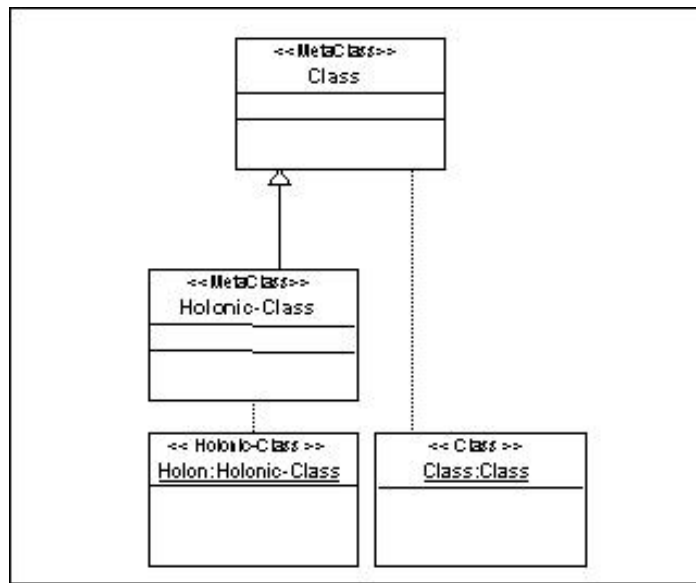 <<MetaClass>>
Class
<<MetaClass>>
Holonic-Class
<< Holonic-Class >>
Holon:Holonic-Class
<< Class >>
Class:Class